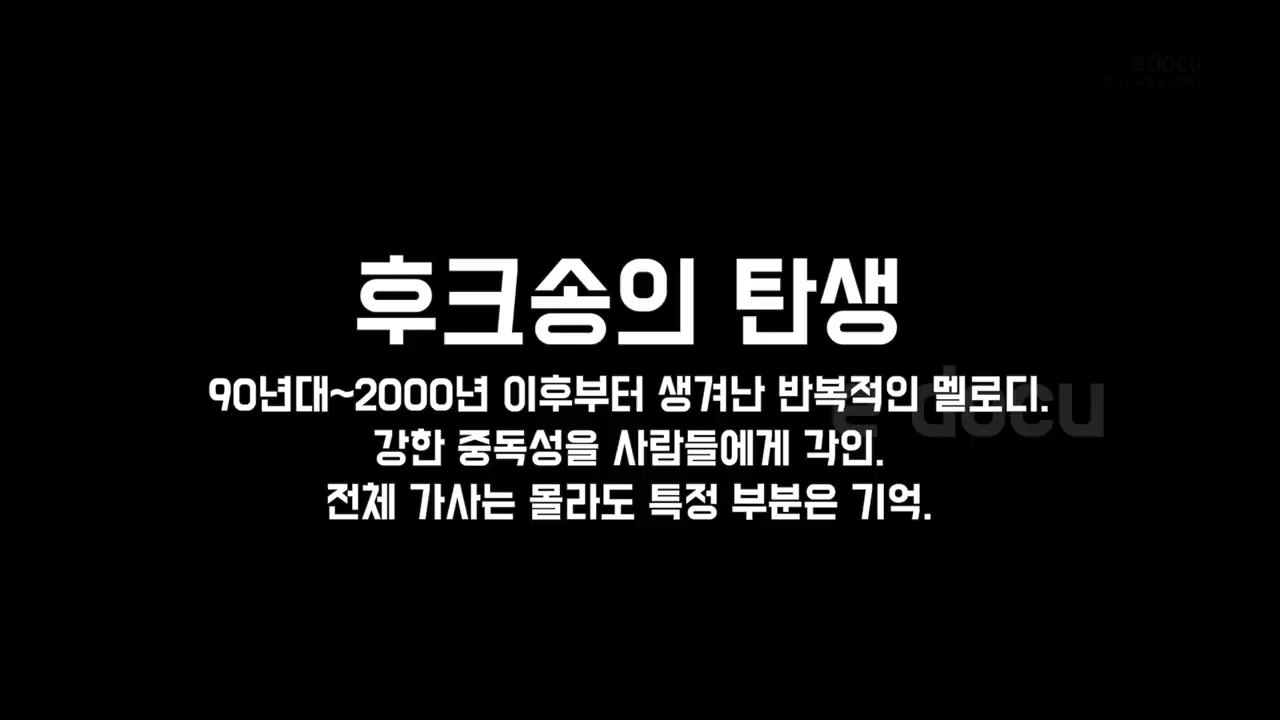 e docu
후크송의 탄생
90년대~2000년 이후부터 생겨난 반복적인 멜로디.
e docu
강한 중독성을 사람들에게 각인.
전체 가사는 몰라도 특정 부분은 기억.